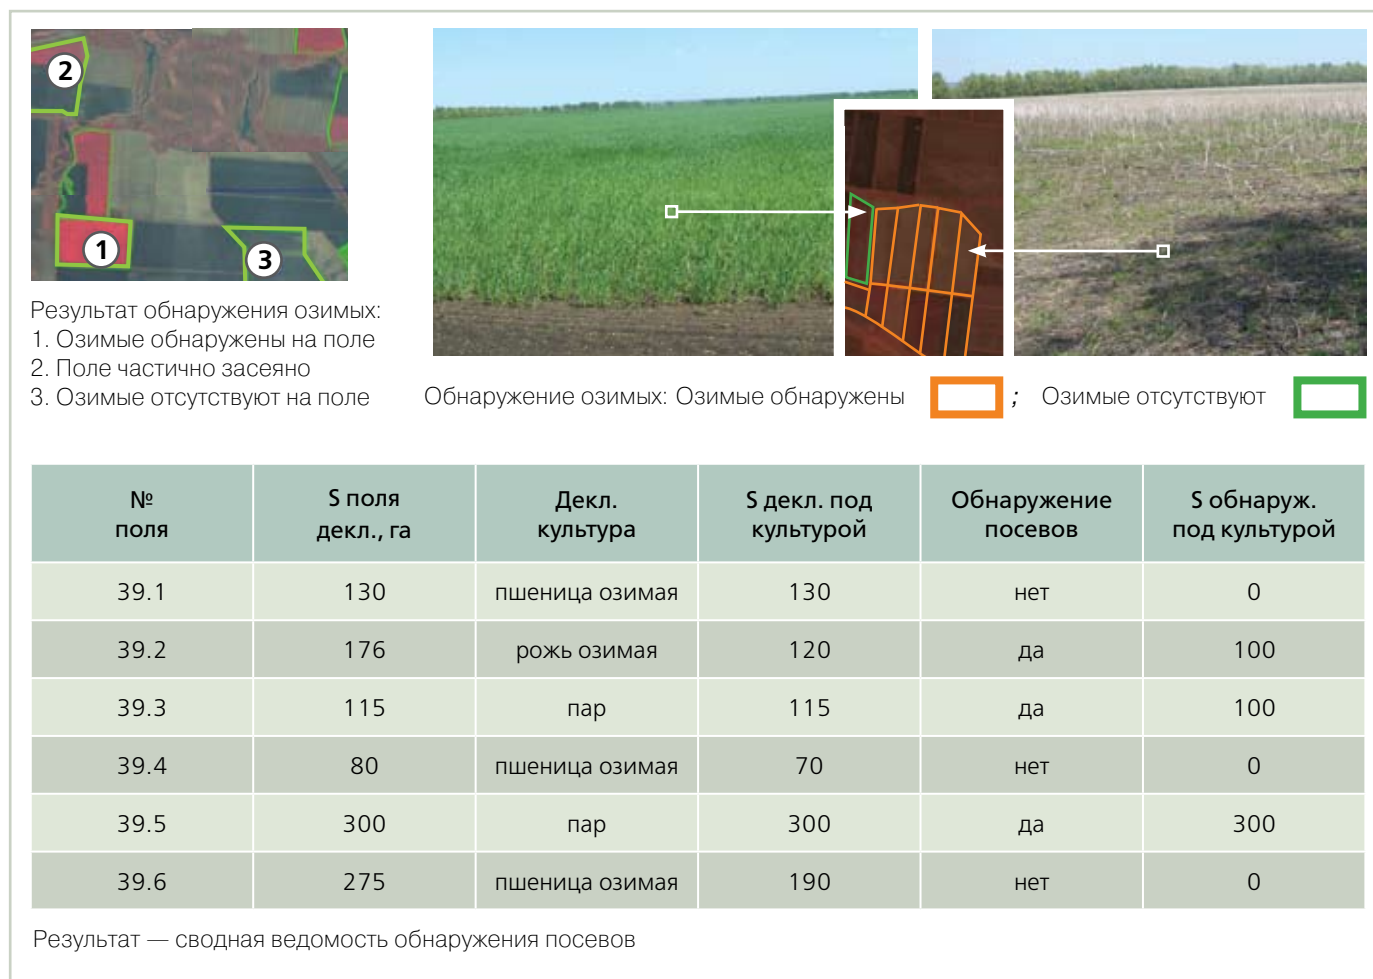 2
1
3
Результат обнаружения озимых:
1. Озимые обнаружены на поле
2. Поле частично засеяно
3. Озимые отсутствуют на поле
Обнаружение озимых: Озимые обнаружены ; Озимые отсутствуют
№ поля | S поля декл., га | Декл. культура | S декл. под культурой | Обнаружение посевов | S обнаруж. под культурой
39.1 130 пшеница озимая 130 нет 0
39.2 176 рожь озимая 120 да 100
39.3 115 пар 115 да 100
39.4 80 пшеница озимая 70 нет 0
39.5 300 пар 300 да 300
39.6 275 пшеница озимая 190 нет 0
Результат — сводная ведомость обнаружения посевов